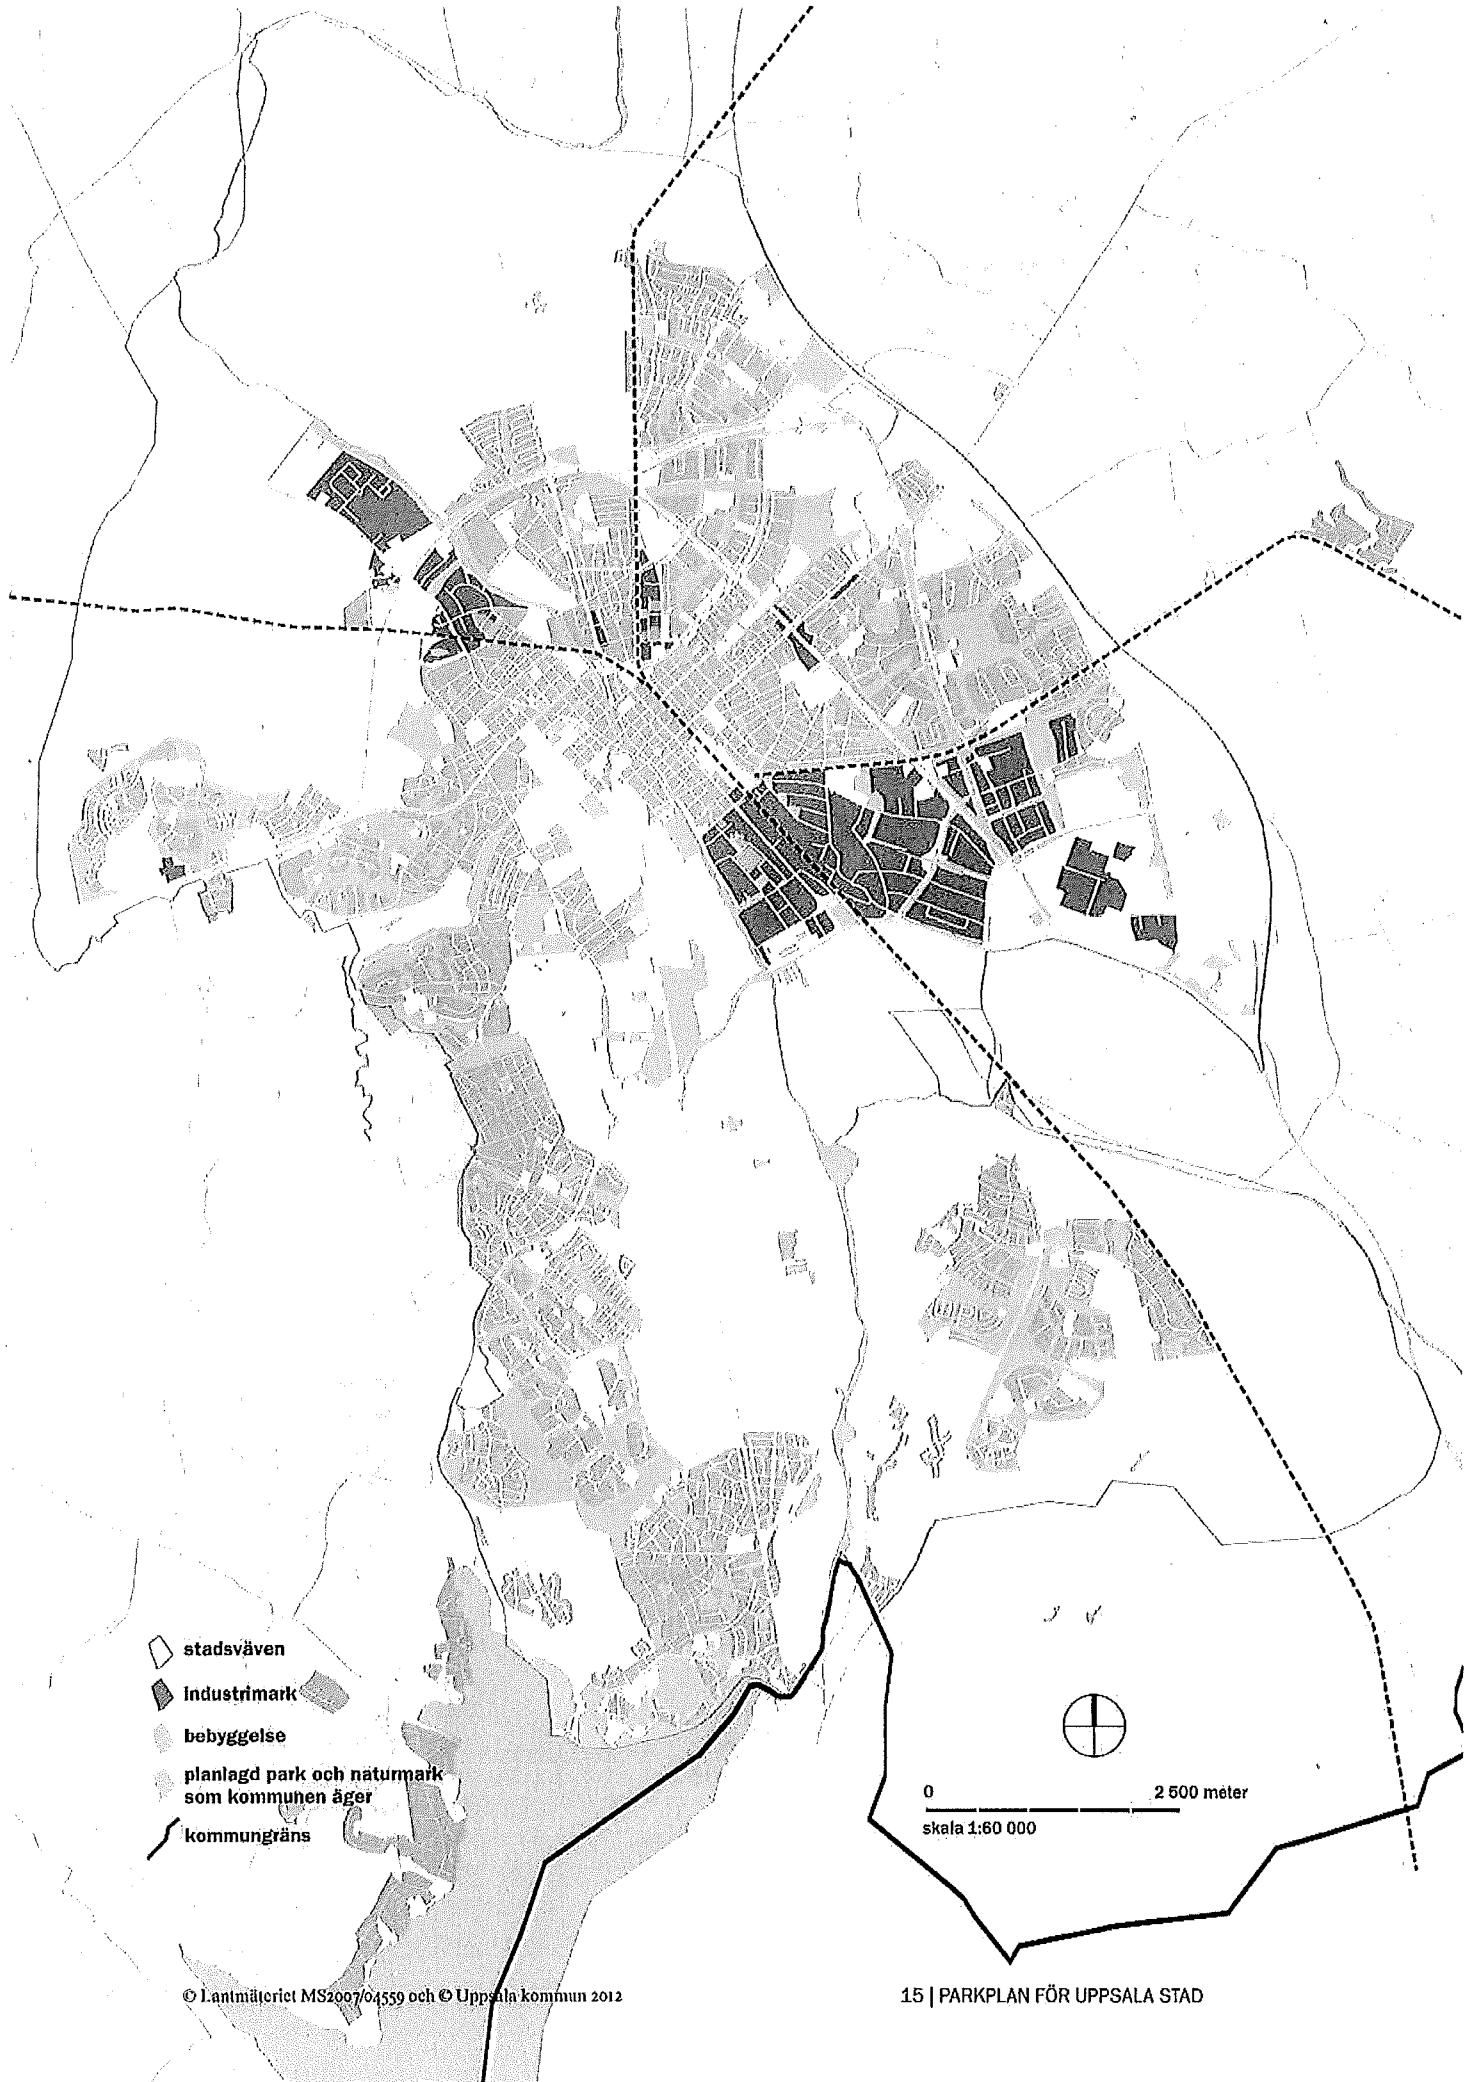 stadsväven
industrimark
bebyggelse
planlagd park och naturmark
som kommunen äger
kommungräns
0 2 500 meter
skala 1:60 000
© Lantmäteriet MS2007/04559 och © Uppsala kommun 2012
15 | PARKPLAN FÖR UPPSALA STAD